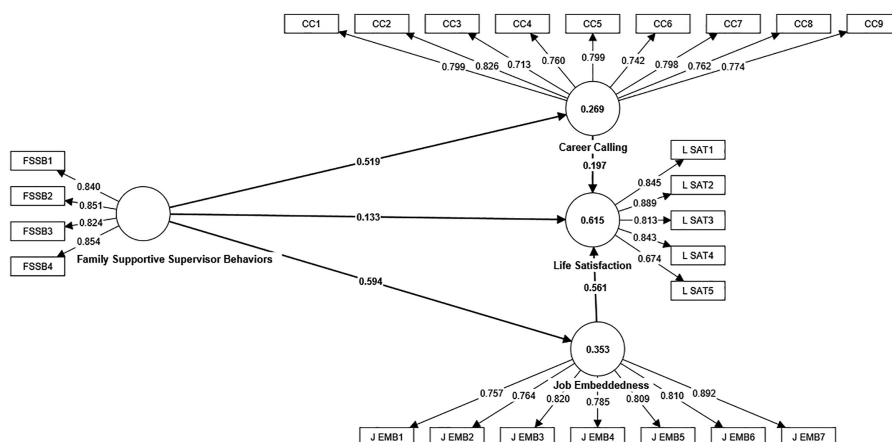 CC1 CC2 CC3 CC4 CC5 CC6 CC7 CC8 CC9
0.799 0.826 0.713 0.760 0.799 0.742 0.798 0.762 0.774
0.269
Career Calling
FSSB1
FSSB2
FSSB3
FSSB4
0.840
0.851
0.824
0.854
Family Supportive Supervisor Behaviors
0.519
0.133
0.594
0.197
0.615
Life Satisfaction
0.561
L SAT1
L SAT2
L SAT3
L SAT4
L SAT5
0.845
0.889
0.813
0.843
0.674
0.353
Job Embeddedness
0.757 0.764 0.820 0.785 0.809 0.810 0.892
J EMB1 J EMB2 J EMB3 J EMB4 J EMB5 J EMB6 J EMB7